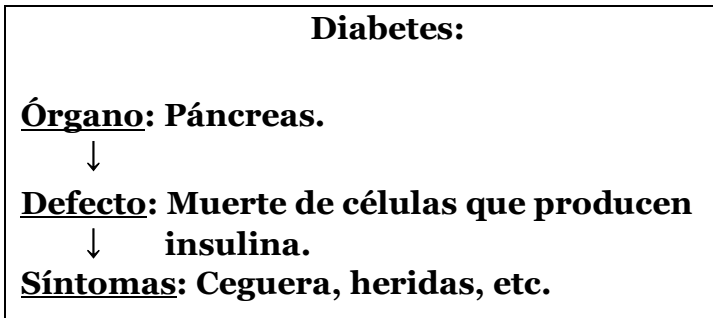 Diabetes:
Órgano: Páncreas.
↓
Defecto: Muerte de células que producen
↓ insulina.
Síntomas: Ceguera, heridas, etc.